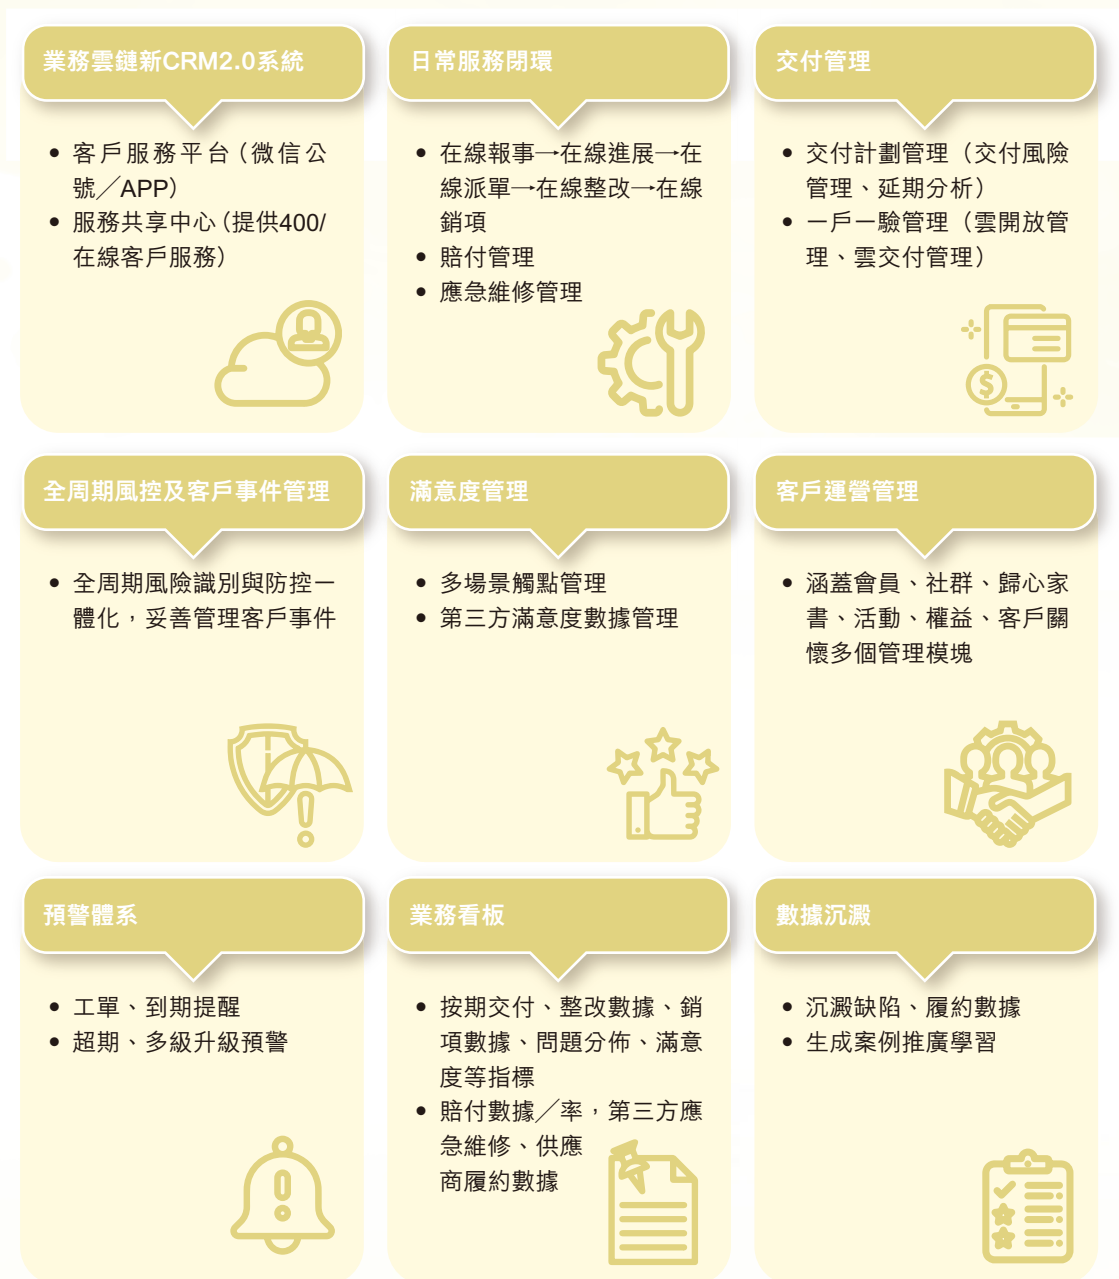 業務雲鏈新CRM2.0系統
• 客戶服務平台（微信公
號╱APP）
• 服務共享中心（提供400/
在線客戶服務）
日常服務閉環
• 在線報事→在線進展→在
線派單→在線整改→在線
銷項
• 賠付管理
• 應急維修管理
交付管理
• 交付計劃管理（交付風險
管理、延期分析）
• 一戶一驗管理（雲開放管
理、雲交付管理）
全周期風控及客戶事件管理
• 全周期風險識別與防控一
體化，妥善管理客戶事件
滿意度管理
• 多場景觸點管理
• 第三方滿意度數據管理
客戶運營管理
• 涵蓋會員、社群、歸心家
書、活動、權益、客戶關
懷多個管理模塊
預警體系
• 工單、到期提醒
• 超期、多級升級預警
業務看板
• 按期交付、整改數據、銷
項數據、問題分佈、滿意
度等指標
• 賠付數據╱率，第三方應
急維修、供應
商履約數據
數據沉澱
• 沉澱缺陷、履約數據
• 生成案例推廣學習